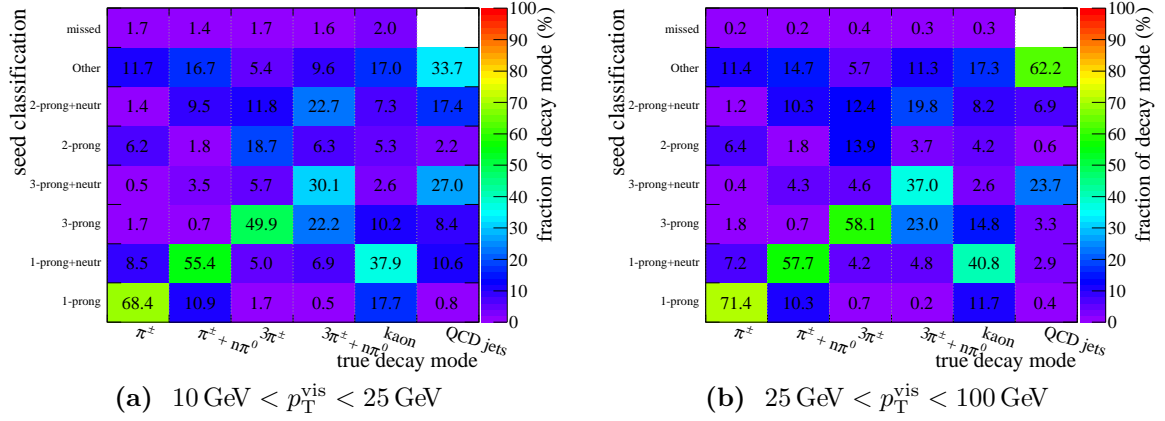 seed classification
missed 1.7 1.4 1.7 1.6 2.0
Other 11.7 16.7 5.4 9.6 17.0 33.7
2-prong+neutr 1.4 9.5 11.8 22.7 7.3 17.4
2-prong 6.2 1.8 18.7 6.3 5.3 2.2
3-prong+neutr 0.5 3.5 5.7 30.1 2.6 27.0
3-prong 1.7 0.7 49.9 22.2 10.2 8.4
1-prong+neutr 8.5 55.4 5.0 6.9 37.9 10.6
1-prong 68.4 10.9 1.7 0.5 17.7 0.8
π± π± + nπ⁰ 3π± 3π± + nπ⁰ kaon QCD jets
true decay mode
100
90
80
70
60
50
40
30
20
10
0
fraction of decay mode (%)
(a) 10 GeV < p_T^vis < 25 GeV
seed classification
missed 0.2 0.2 0.4 0.3 0.3
Other 11.4 14.7 5.7 11.3 17.3 62.2
2-prong+neutr 1.2 10.3 12.4 19.8 8.2 6.9
2-prong 6.4 1.8 13.9 3.7 4.2 0.6
3-prong+neutr 0.4 4.3 4.6 37.0 2.6 23.7
3-prong 1.8 0.7 58.1 23.0 14.8 3.3
1-prong+neutr 7.2 57.7 4.2 4.8 40.8 2.9
1-prong 71.4 10.3 0.7 0.2 11.7 0.4
π± π± + nπ⁰ 3π± 3π± + nπ⁰ kaon QCD jets
true decay mode
100
90
80
70
60
50
40
30
20
10
0
fraction of decay mode (%)
(b) 25 GeV < p_T^vis < 100 GeV